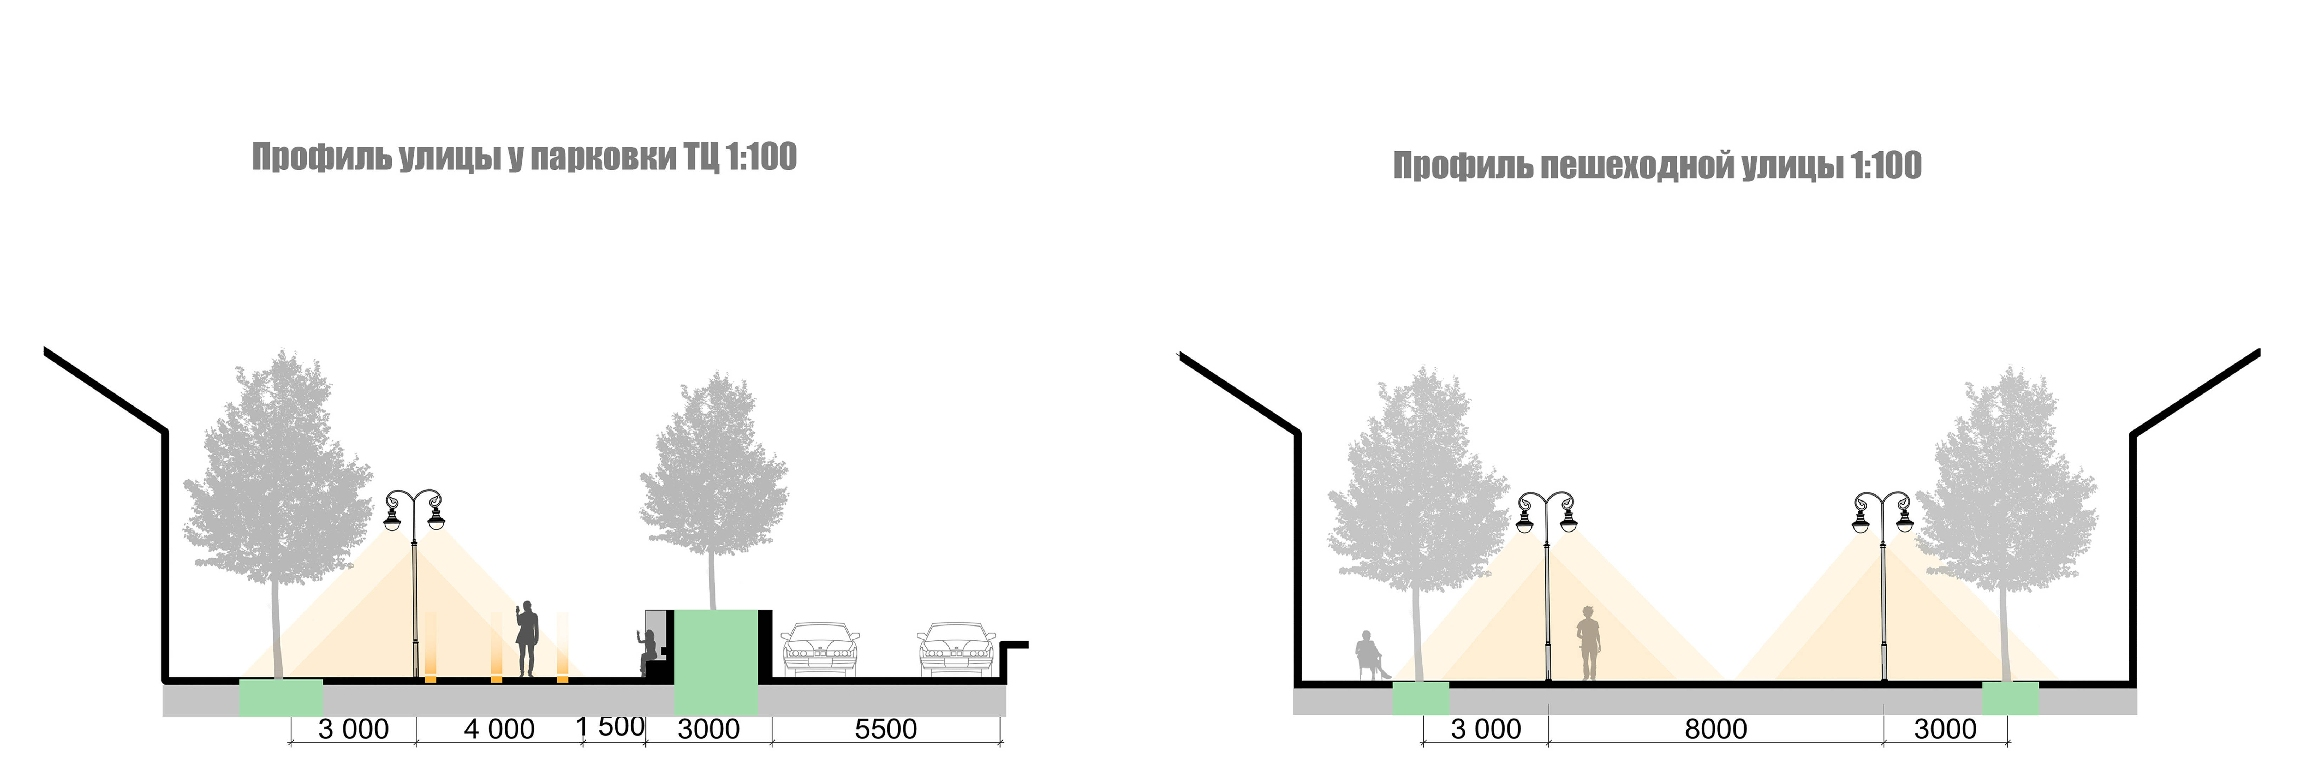 Профиль улицы у парковки ТЦ 1:100
Профиль пешеходной улицы 1:100
3 000 4 000 1 500 3000 5500
3 000 8000 3000